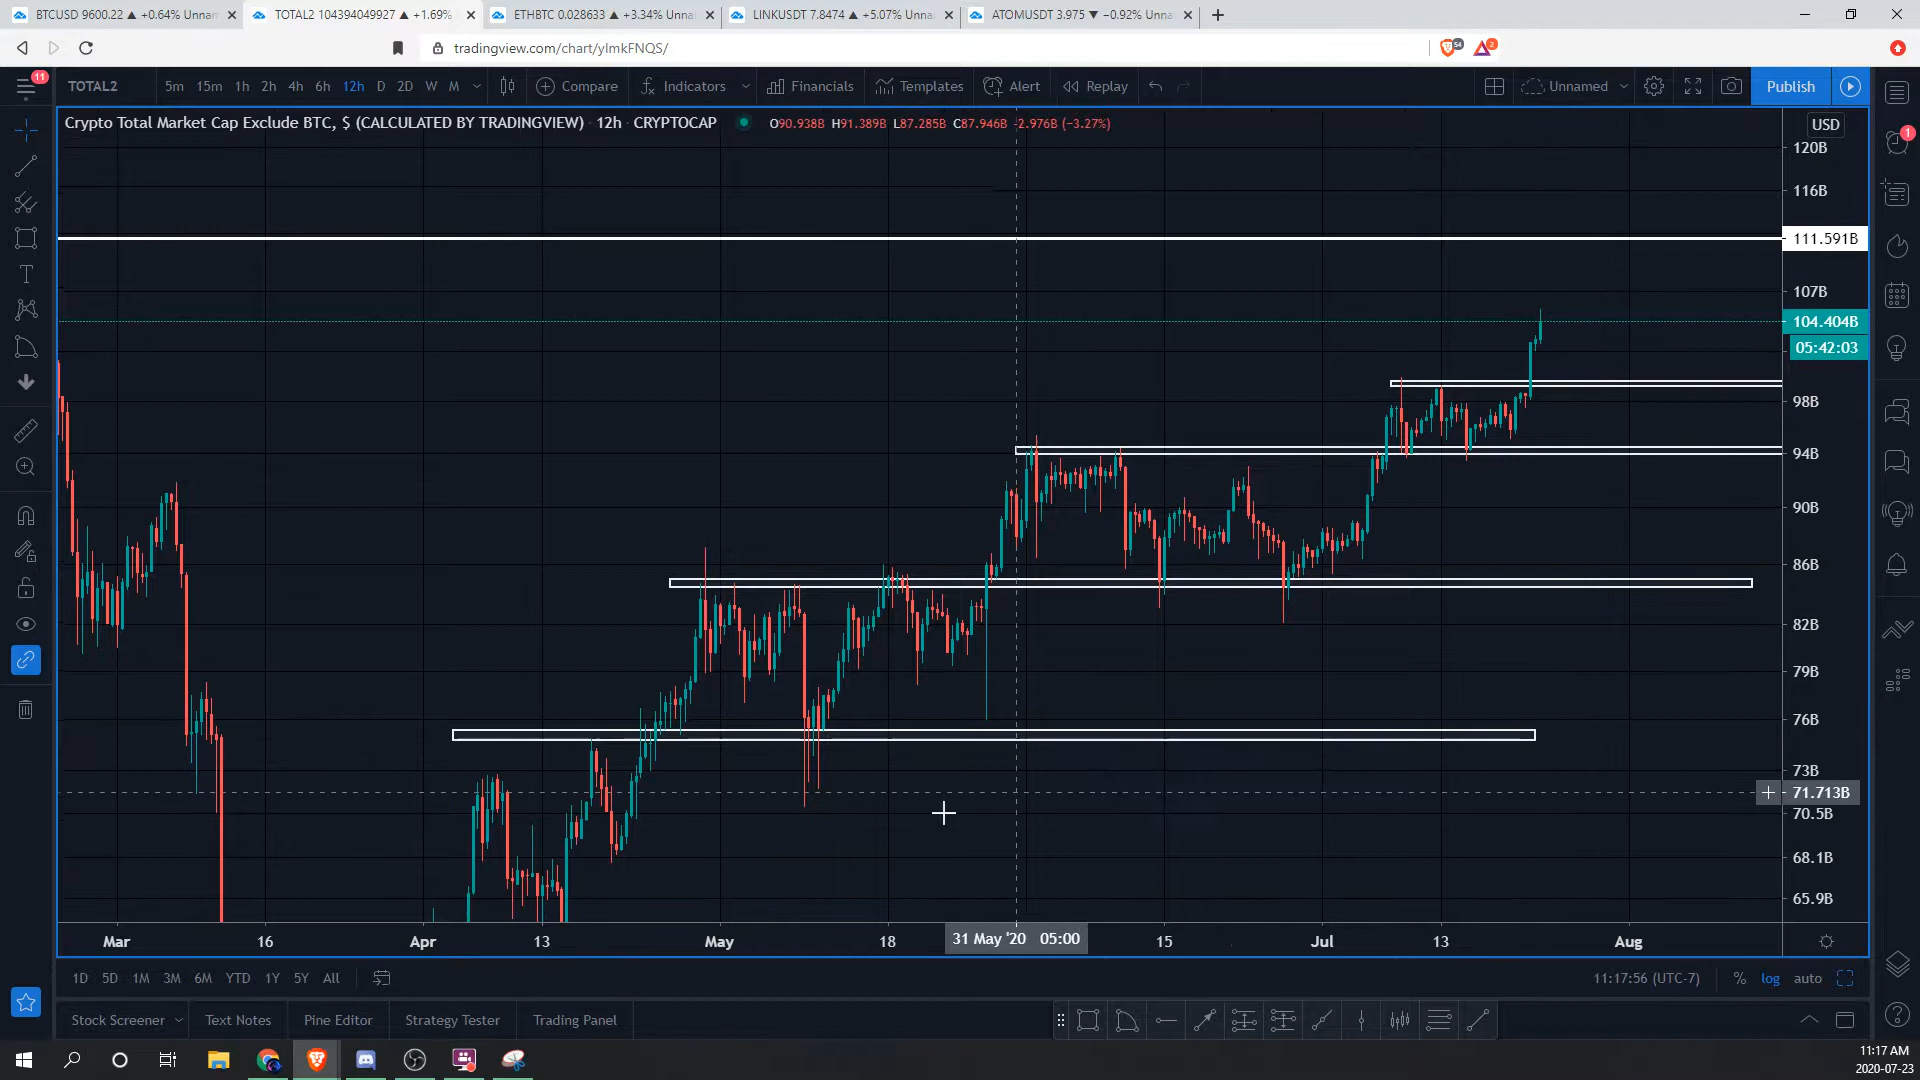 BTCUSD 9600.22 ▲ +0.64% Unnam
TOTAL2 104394049927 ▲ +1.69%
ETHBTC 0.028633 ▲ +3.34% Unna
LINKUSDT 7.8474 ▲ +5.07% Unna
ATOMUSDT 3.975 ▼ −0.92% Unna
tradingview.com/chart/yImkFNQS/
54
2
11
TOTAL2
5m 15m 1h 2h 4h 6h 12h D 2D W M
Compare
Indicators
Financials
Templates
Alert
Replay
Unnamed
Publish
Crypto Total Market Cap Exclude BTC, $ (CALCULATED BY TRADINGVIEW) · 12h · CRYPTOCAP
O90.938B H91.389B L87.285B C87.946B -2.976B (−3.27%)
USD
1
120B
116B
111.591B
107B
104.404B
05:42:03
98B
94B
90B
86B
82B
79B
76B
73B
71.713B
70.5B
68.1B
65.9B
Mar 16 Apr 13 May 18 31 May '20 05:00 15 Jul 13 Aug
1D 5D 1M 3M 6M YTD 1Y 5Y All
11:17:56 (UTC-7) % log auto
Stock Screener Text Notes Pine Editor Strategy Tester Trading Panel
11:17 AM
2020-07-23